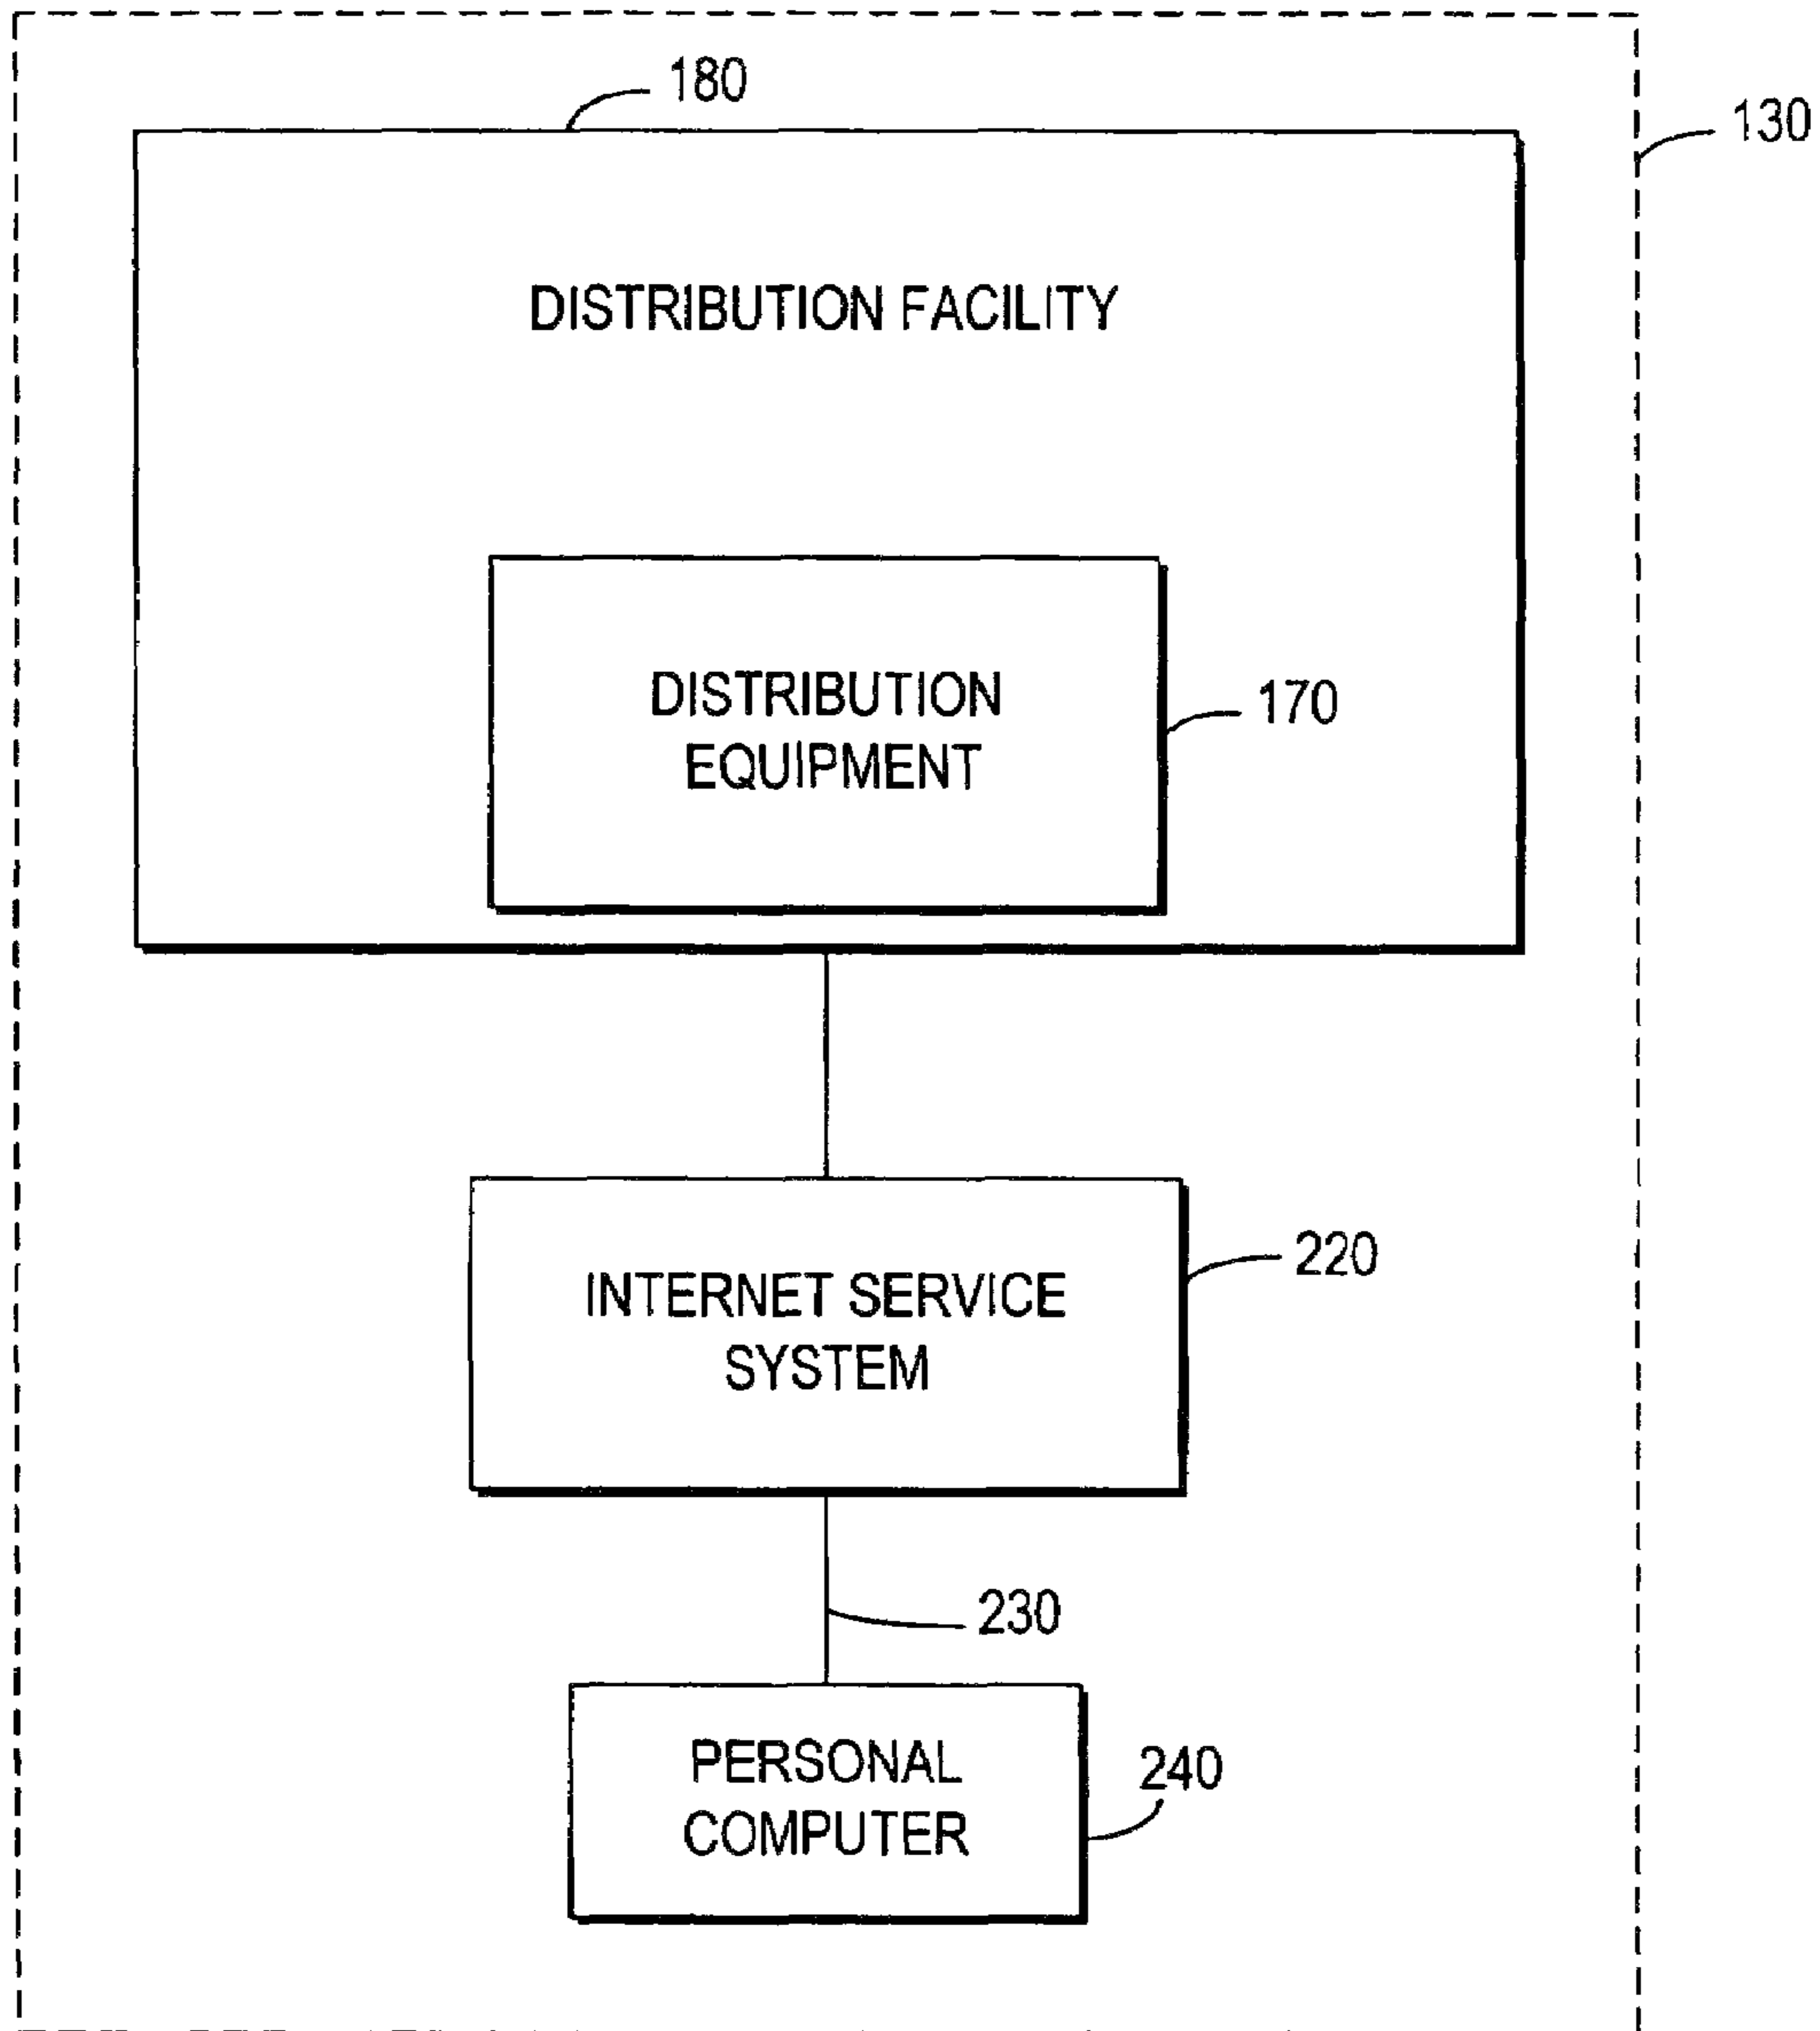 180
130
DISTRIBUTION FACILITY
DISTRIBUTION
EQUIPMENT
170
INTERNET SERVICE
SYSTEM
220
230
PERSONAL
COMPUTER
240